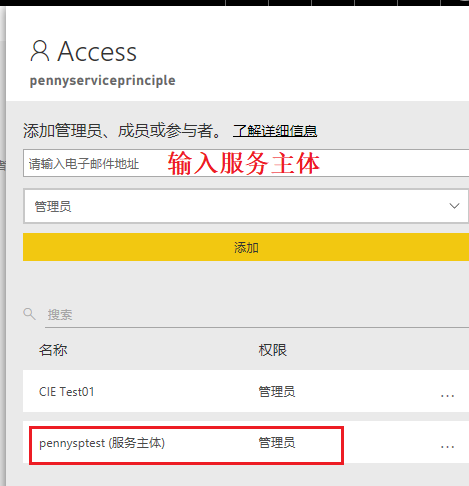 Access
pennyserviceprinciple
添加管理员、成员或参与者。 了解详细信息
请输入电子邮件地址 输入服务主体
管理员
添加
搜索
名称 权限
CIE Test01 管理员 ...
pennysptest (服务主体) 管理员 ...